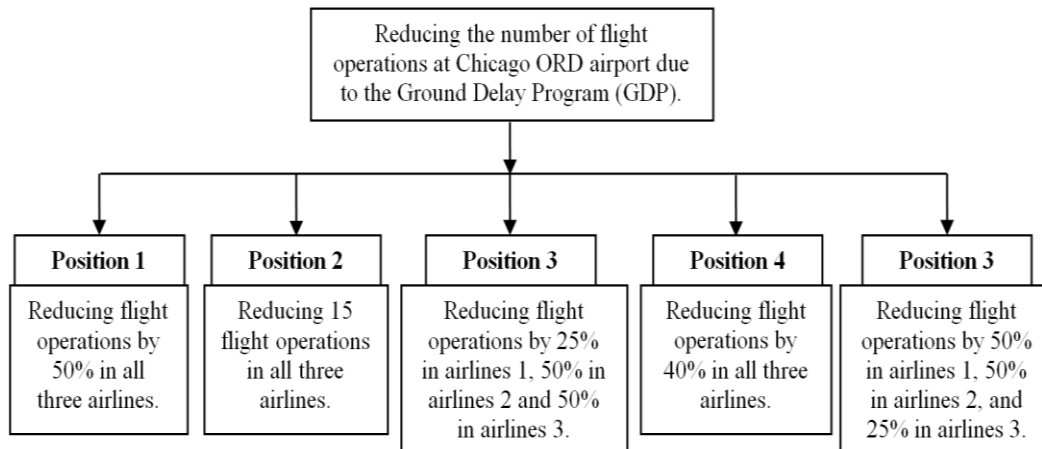 Reducing the number of flight
operations at Chicago ORD airport due
to the Ground Delay Program (GDP).
Position 1
Reducing flight
operations by
50% in all
three airlines.
Position 2
Reducing 15
flight operations
in all three
airlines.
Position 3
Reducing flight
operations by 25%
in airlines 1, 50% in
airlines 2 and 50%
in airlines 3.
Position 4
Reducing flight
operations by
40% in all three
airlines.
Position 3
Reducing flight
operations by 50%
in airlines 1, 50%
in airlines 2, and
25% in airlines 3.